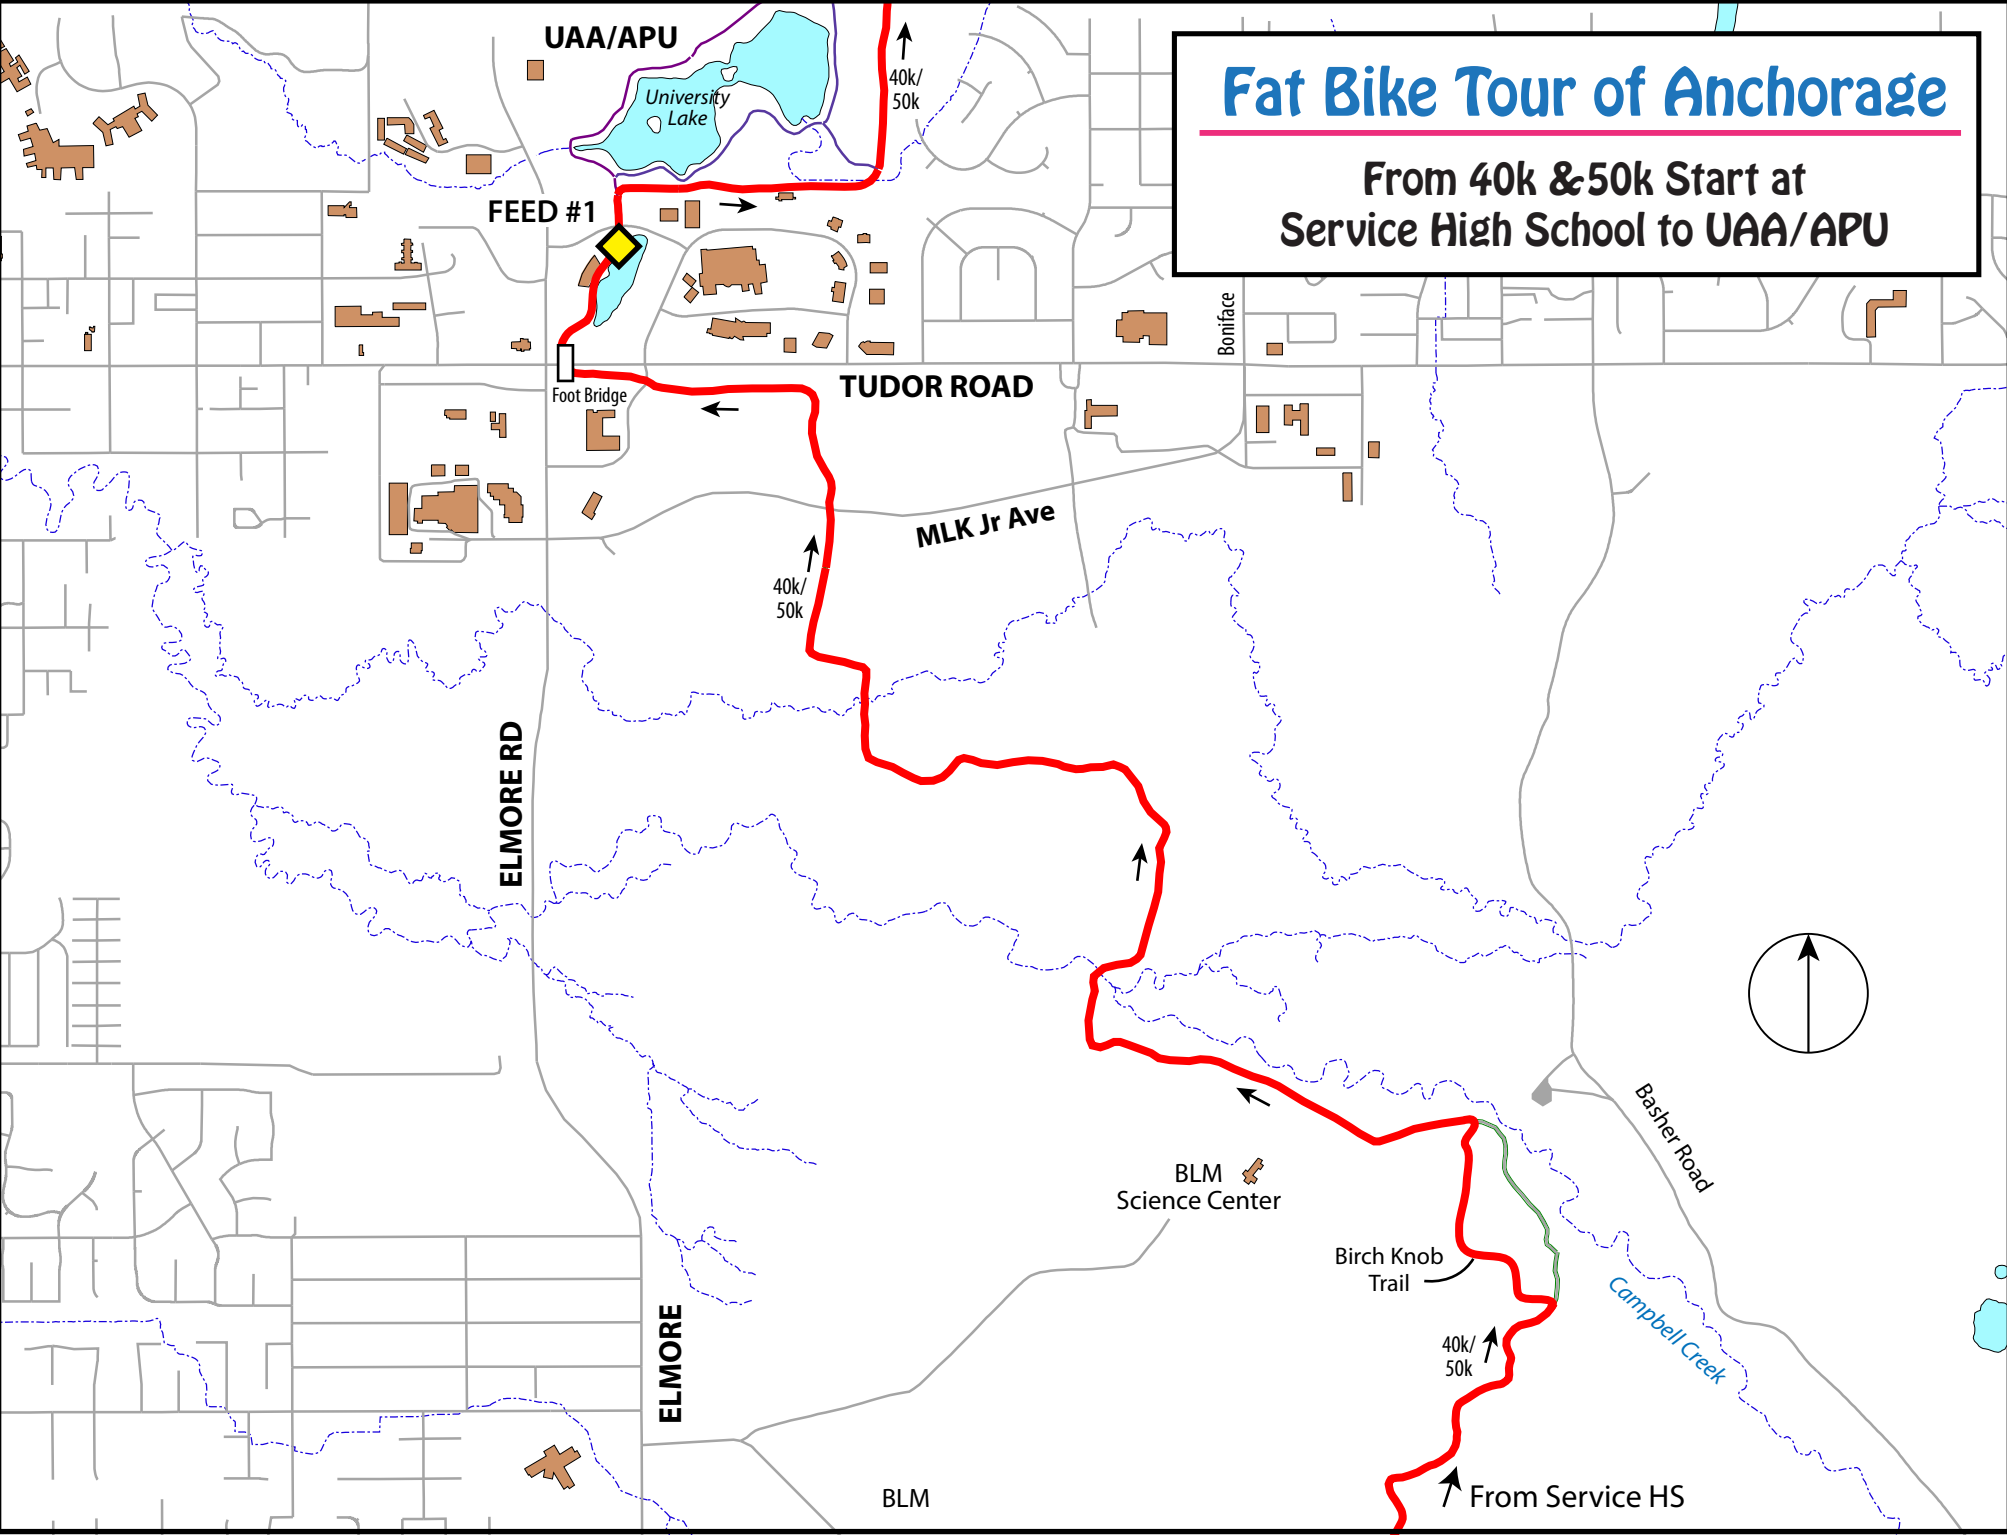 UAA/APU
University
Lake
40k/
50k
Fat Bike Tour of Anchorage
From 40k &50k Start at
Service High School to UAA/APU
FEED #1
Boniface
Foot Bridge
TUDOR ROAD
MLK Jr Ave
40k/
50k
ELMORE RD
Basher Road
BLM
Science Center
Birch Knob
Trail
Campbell Creek
40k/
50k
ELMORE
BLM
From Service HS